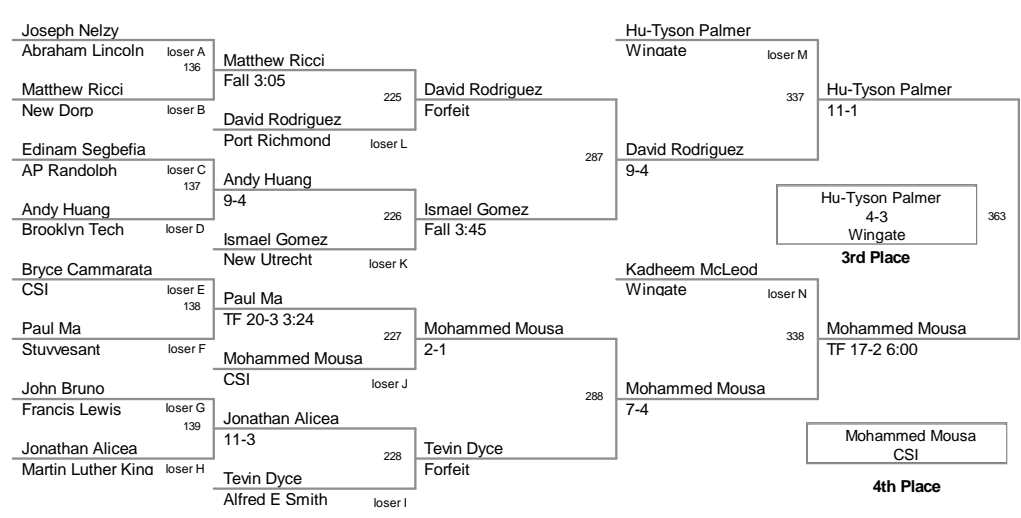 Joseph Nelzy
Abraham Lincoln
loser A
136
Matthew Ricci
New Dorp
loser B
Edinam Segbefia
AP Randolph
loser C
137
Andy Huang
Brooklyn Tech
loser D
Bryce Cammarata
CSI
loser E
138
Paul Ma
Stuyvesant
loser F
John Bruno
Francis Lewis
loser G
139
Jonathan Alicea
Martin Luther King
loser H
Matthew Ricci
Fall 3:05
225
David Rodriguez
Port Richmond
loser L
Andy Huang
9-4
226
Ismael Gomez
New Utrecht
loser K
Paul Ma
TF 20-3 3:24
227
Mohammed Mousa
CSI
loser J
Jonathan Alicea
11-3
228
Tevin Dyce
Alfred E Smith
loser I
David Rodriguez
Forfeit
287
Ismael Gomez
Fall 3:45
Mohammed Mousa
2-1
288
Tevin Dyce
Forfeit
Hu-Tyson Palmer
Wingate
loser M
337
David Rodriguez
9-4
Kadheem McLeod
Wingate
loser N
338
Mohammed Mousa
7-4
Hu-Tyson Palmer
11-1
Hu-Tyson Palmer
4-3
Wingate
363
3rd Place
Mohammed Mousa
TF 17-2 6:00
Mohammed Mousa
CSI
4th Place